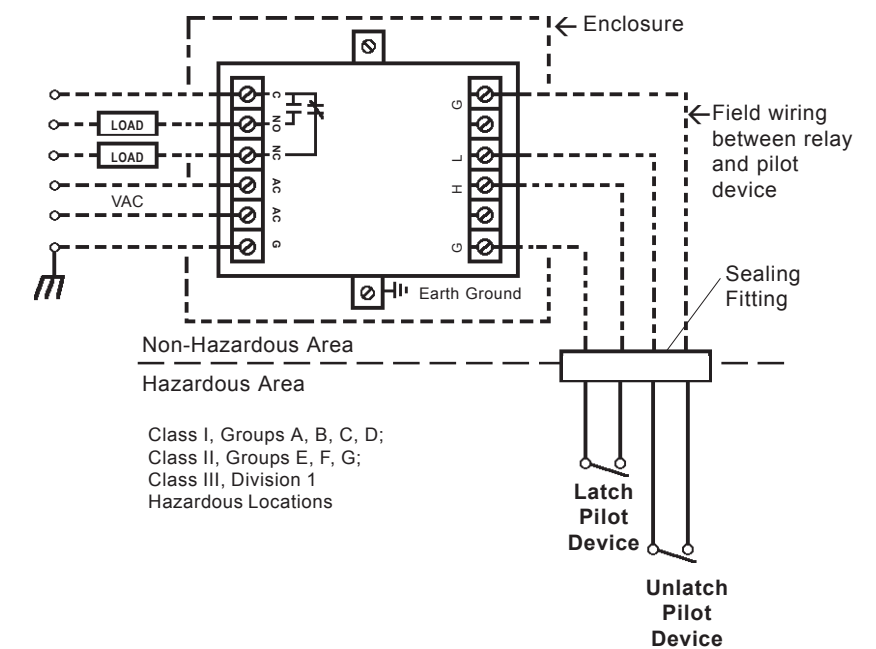 Enclosure
C
NO
NC
AC
AC
G
G
L
H
G
LOAD
LOAD
VAC
Field wiring
between relay
and pilot
device
Earth Ground
Sealing
Fitting
Non-Hazardous Area
Hazardous Area
Class I, Groups A, B, C, D;
Class II, Groups E, F, G;
Class III, Division 1
Hazardous Locations
Latch
Pilot
Device
Unlatch
Pilot
Device